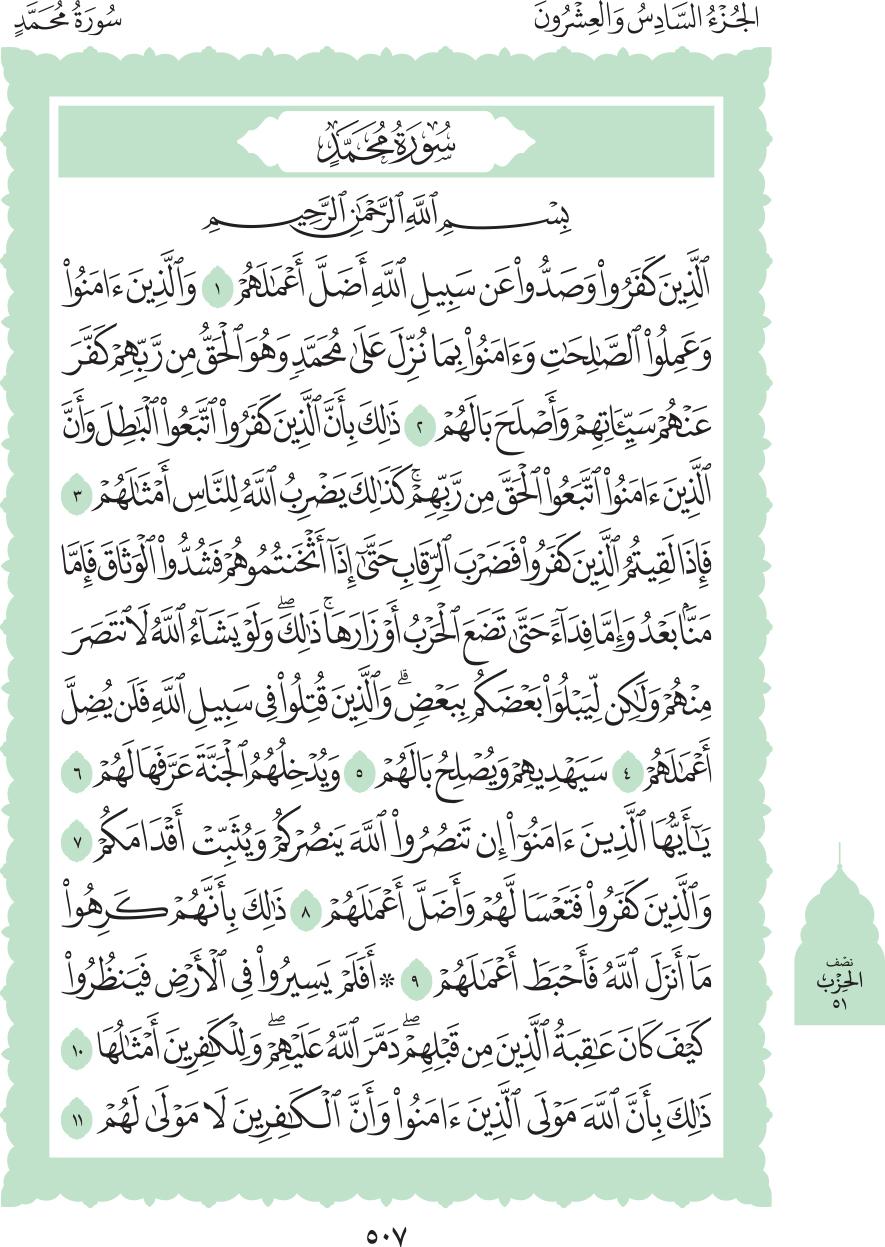 الجُزْءُ السَّادِسُ وَالعِشْرُونَ
سُورَةُ مُحَمَّدٍ
سُورَةُ مُحَمَّدٍ
بِسْمِ ٱللَّهِ ٱلرَّحْمَٰنِ ٱلرَّحِيمِ
ٱلَّذِينَ كَفَرُوا۟ وَصَدُّوا۟ عَن سَبِيلِ ٱللَّهِ أَضَلَّ أَعْمَٰلَهُمْ ١ وَٱلَّذِينَ ءَامَنُوا۟
وَعَمِلُوا۟ ٱلصَّٰلِحَٰتِ وَءَامَنُوا۟ بِمَا نُزِّلَ عَلَىٰ مُحَمَّدٍ وَهُوَ ٱلْحَقُّ مِن رَّبِّهِمْ كَفَّرَ
عَنْهُمْ سَيِّـَٔاتِهِمْ وَأَصْلَحَ بَالَهُمْ ٢ ذَٰلِكَ بِأَنَّ ٱلَّذِينَ كَفَرُوا۟ ٱتَّبَعُوا۟ ٱلْبَٰطِلَ وَأَنَّ
ٱلَّذِينَ ءَامَنُوا۟ ٱتَّبَعُوا۟ ٱلْحَقَّ مِن رَّبِّهِمْ ۚ كَذَٰلِكَ يَضْرِبُ ٱللَّهُ لِلنَّاسِ أَمْثَٰلَهُمْ ٣
فَإِذَا لَقِيتُمُ ٱلَّذِينَ كَفَرُوا۟ فَضَرْبَ ٱلرِّقَابِ حَتَّىٰٓ إِذَآ أَثْخَنتُمُوهُمْ فَشُدُّوا۟ ٱلْوَثَاقَ فَإِمَّا
مَنًّۢا بَعْدُ وَإِمَّا فِدَآءً حَتَّىٰ تَضَعَ ٱلْحَرْبُ أَوْزَارَهَا ۚ ذَٰلِكَ ۖ وَلَوْ يَشَآءُ ٱللَّهُ لَٱنتَصَرَ
مِنْهُمْ وَلَٰكِن لِّيَبْلُوَا۟ بَعْضَكُم بِبَعْضٍ ۗ وَٱلَّذِينَ قُتِلُوا۟ فِى سَبِيلِ ٱللَّهِ فَلَن يُضِلَّ
أَعْمَٰلَهُمْ ٤ سَيَهْدِيهِمْ وَيُصْلِحُ بَالَهُمْ ٥ وَيُدْخِلُهُمُ ٱلْجَنَّةَ عَرَّفَهَا لَهُمْ ٦
يَٰٓأَيُّهَا ٱلَّذِينَ ءَامَنُوٓا۟ إِن تَنصُرُوا۟ ٱللَّهَ يَنصُرْكُمْ وَيُثَبِّتْ أَقْدَامَكُمْ ٧
وَٱلَّذِينَ كَفَرُوا۟ فَتَعْسًا لَّهُمْ وَأَضَلَّ أَعْمَٰلَهُمْ ٨ ذَٰلِكَ بِأَنَّهُمْ كَرِهُوا۟
مَآ أَنزَلَ ٱللَّهُ فَأَحْبَطَ أَعْمَٰلَهُمْ ٩ * أَفَلَمْ يَسِيرُوا۟ فِى ٱلْأَرْضِ فَيَنظُرُوا۟
كَيْفَ كَانَ عَٰقِبَةُ ٱلَّذِينَ مِن قَبْلِهِمْ ۖ دَمَّرَ ٱللَّهُ عَلَيْهِمْ ۖ وَلِلْكَٰفِرِينَ أَمْثَٰلُهَا ١٠
ذَٰلِكَ بِأَنَّ ٱللَّهَ مَوْلَى ٱلَّذِينَ ءَامَنُوا۟ وَأَنَّ ٱلْكَٰفِرِينَ لَا مَوْلَىٰ لَهُمْ ١١
نصف
الحِزْب
٥١
٥٠٧